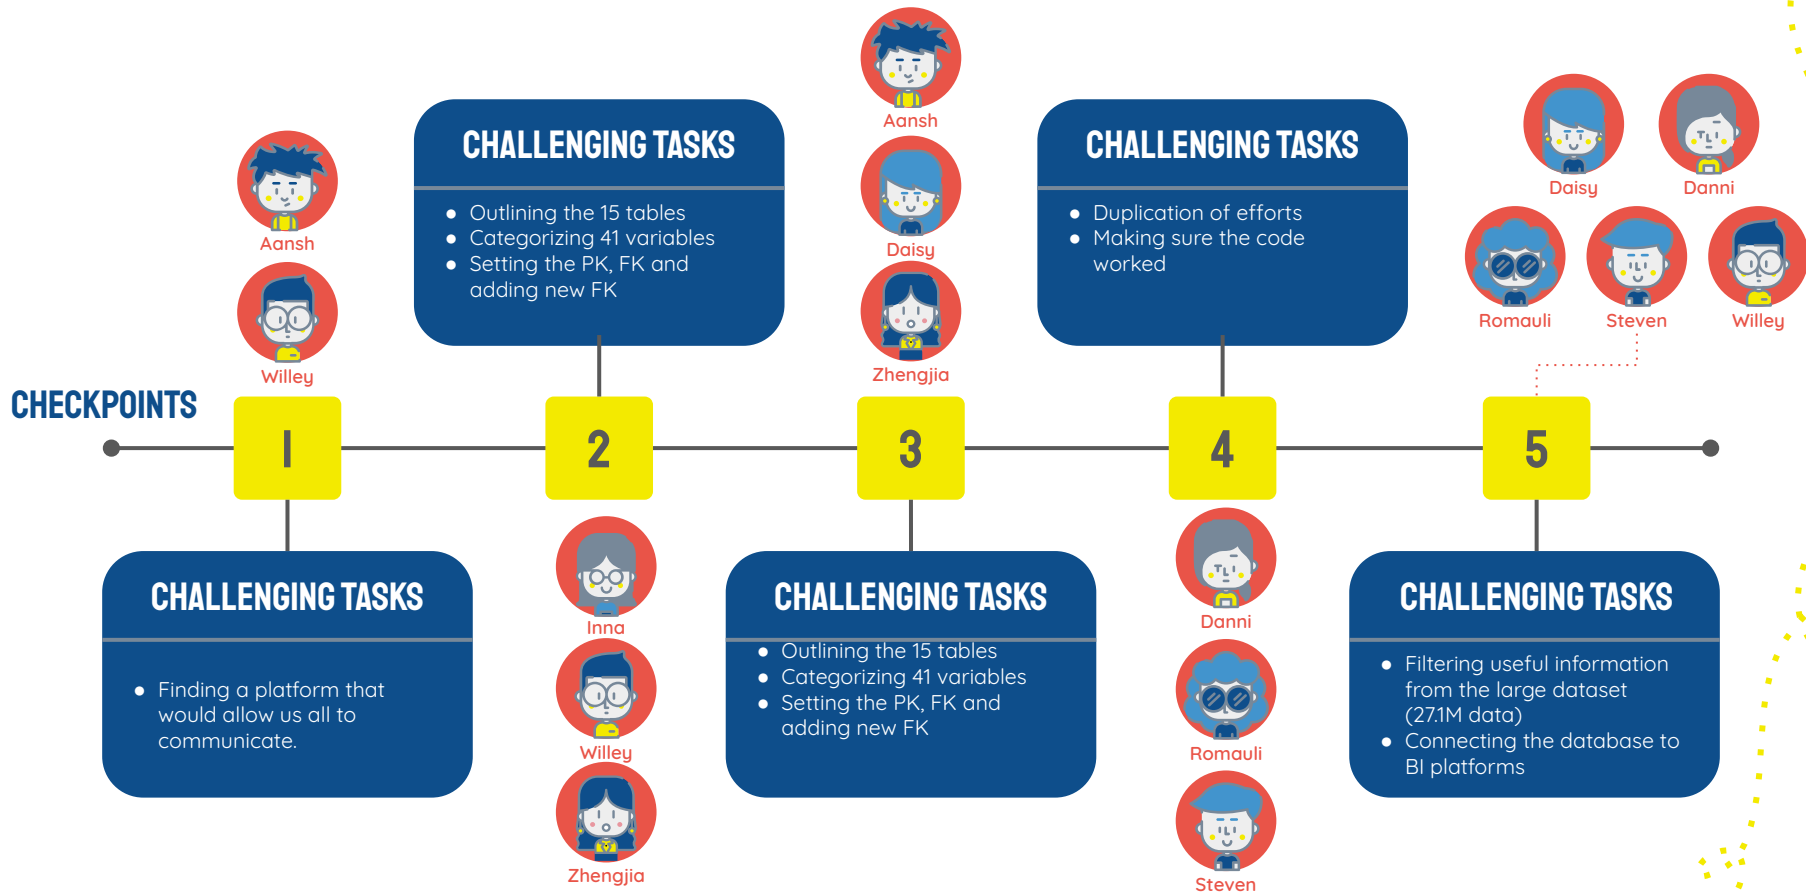 CHECKPOINTS
Aansh
Willey
1
CHALLENGING TASKS
● Finding a platform that
would allow us all to
communicate.
CHALLENGING TASKS
● Outlining the 15 tables
● Categorizing 41 variables
● Setting the PK, FK and
adding new FK
2
Inna
Willey
Zhengjia
Aansh
Daisy
Zhengjia
3
CHALLENGING TASKS
● Outlining the 15 tables
● Categorizing 41 variables
● Setting the PK, FK and
adding new FK
CHALLENGING TASKS
● Duplication of efforts
● Making sure the code
worked
4
Danni
Romauli
Steven
Daisy
Danni
Romauli
Steven
Willey
5
CHALLENGING TASKS
● Filtering useful information
from the large dataset
(27.1M data)
● Connecting the database to
BI platforms